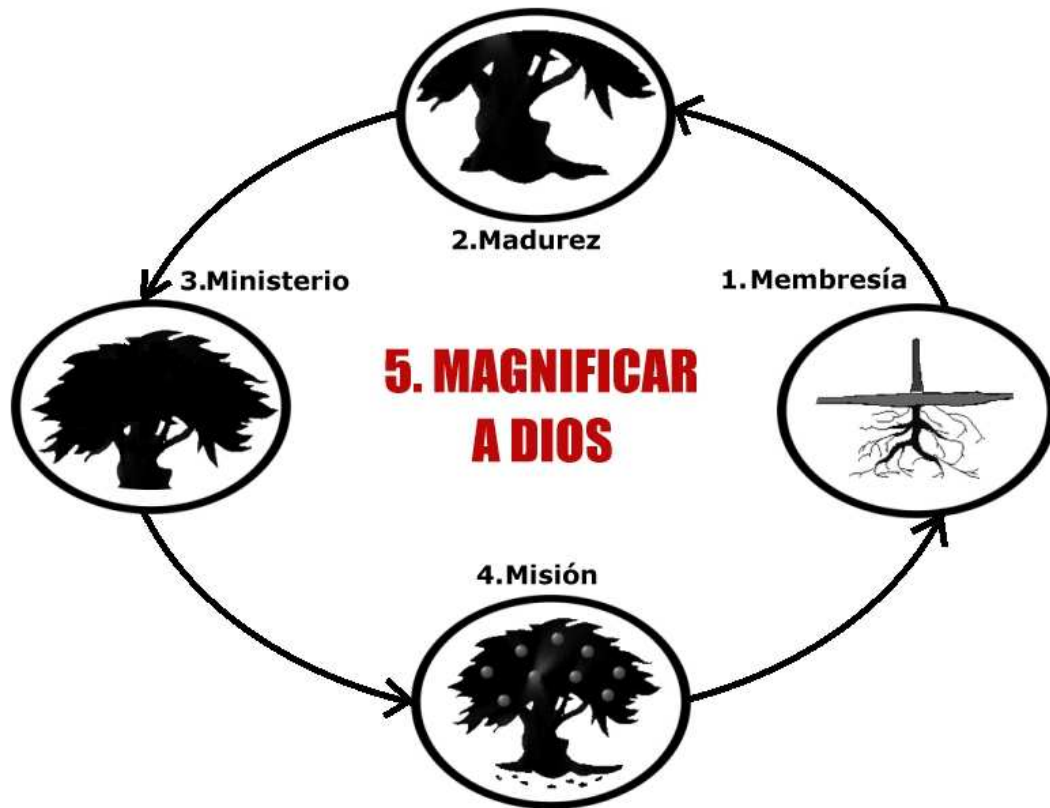 2.Madurez
3.Ministerio
1.Membresía
5. MAGNIFICAR
A DIOS
4.Misión